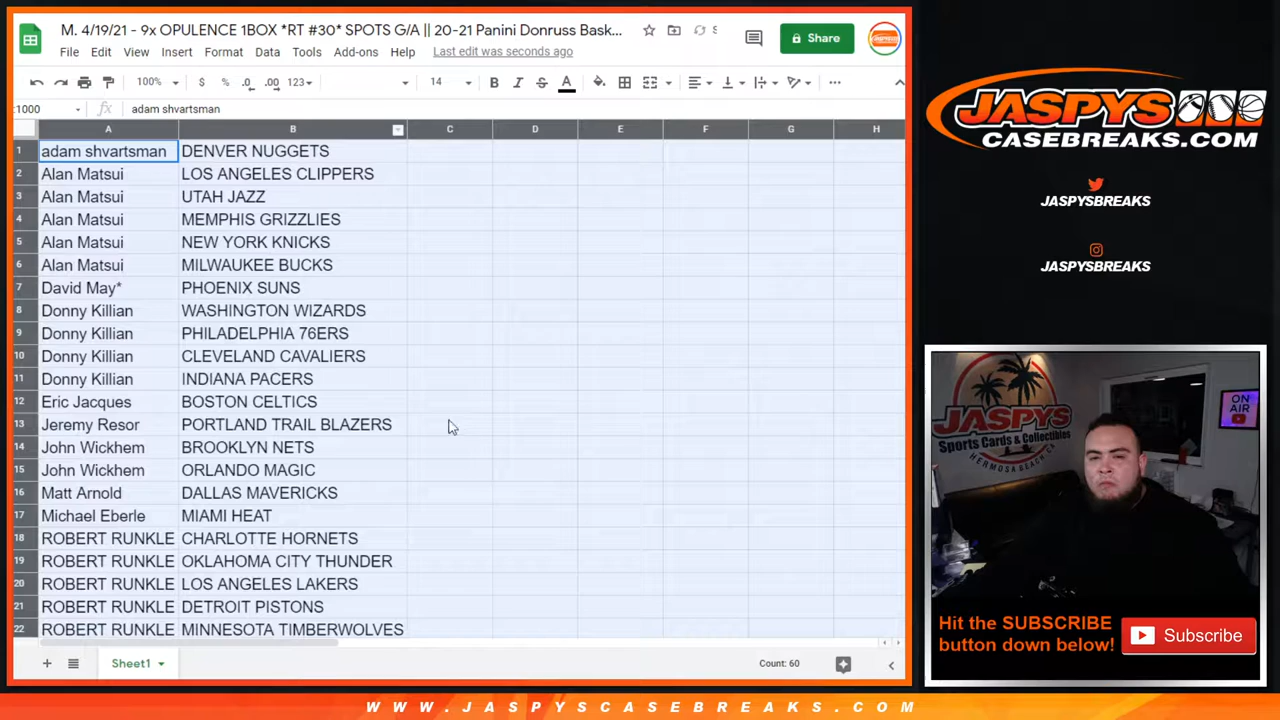 M. 4/19/21 - 9x OPULENCE 1BOX *RT #30* SPOTS G/A || 20-21 Panini Donruss Bask...
Share
File Edit View Insert Format Data Tools Add-ons Help Last edit was seconds ago
100% $ % .0 .00 123 14 B I S A
:1000 fx adam shvartsman
A B C D E F G H
1 adam shvartsman DENVER NUGGETS
2 Alan Matsui LOS ANGELES CLIPPERS
3 Alan Matsui UTAH JAZZ
4 Alan Matsui MEMPHIS GRIZZLIES
5 Alan Matsui NEW YORK KNICKS
6 Alan Matsui MILWAUKEE BUCKS
7 David May* PHOENIX SUNS
8 Donny Killian WASHINGTON WIZARDS
9 Donny Killian PHILADELPHIA 76ERS
10 Donny Killian CLEVELAND CAVALIERS
11 Donny Killian INDIANA PACERS
12 Eric Jacques BOSTON CELTICS
13 Jeremy Resor PORTLAND TRAIL BLAZERS
14 John Wickhem BROOKLYN NETS
15 John Wickhem ORLANDO MAGIC
16 Matt Arnold DALLAS MAVERICKS
17 Michael Eberle MIAMI HEAT
18 ROBERT RUNKLE CHARLOTTE HORNETS
19 ROBERT RUNKLE OKLAHOMA CITY THUNDER
20 ROBERT RUNKLE LOS ANGELES LAKERS
21 ROBERT RUNKLE DETROIT PISTONS
22 ROBERT RUNKLE MINNESOTA TIMBERWOLVES
Sheet1
Count: 60
JASPYS
CASEBREAKS.COM
JASPYSBREAKS
JASPYSBREAKS
JASPYS
Sports Cards & Collectibles
HERMOSA BEACH CA
ON
AIR
Hit the SUBSCRIBE
button down below!
Subscribe
WWW.JASPYSCASEBREAKS.COM